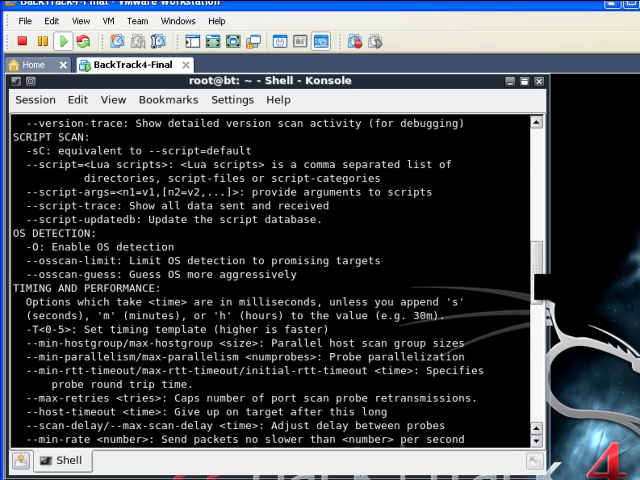 BackTrack4-Final - VMware Workstation
File Edit View VM Team Windows Help
Home BackTrack4-Final
root@bt: ~ - Shell - Konsole
Session Edit View Bookmarks Settings Help
--version-trace: Show detailed version scan activity (for debugging)
SCRIPT SCAN:
-sC: equivalent to --script=default
--script=<Lua scripts>: <Lua scripts> is a comma separated list of
directories, script-files or script-categories
--script-args=<n1=v1,[n2=v2,...]>: provide arguments to scripts
--script-trace: Show all data sent and received
--script-updatedb: Update the script database.
OS DETECTION:
-O: Enable OS detection
--osscan-limit: Limit OS detection to promising targets
--osscan-guess: Guess OS more aggressively
TIMING AND PERFORMANCE:
Options which take <time> are in milliseconds, unless you append 's'
(seconds), 'm' (minutes), or 'h' (hours) to the value (e.g. 30m).
-T<0-5>: Set timing template (higher is faster)
--min-hostgroup/max-hostgroup <size>: Parallel host scan group sizes
--min-parallelism/max-parallelism <numprobes>: Probe parallelization
--min-rtt-timeout/max-rtt-timeout/initial-rtt-timeout <time>: Specifies
probe round trip time.
--max-retries <tries>: Caps number of port scan probe retransmissions.
--host-timeout <time>: Give up on target after this long
--scan-delay/--max-scan-delay <time>: Adjust delay between probes
--min-rate <number>: Send packets no slower than <number> per second
Shell
4